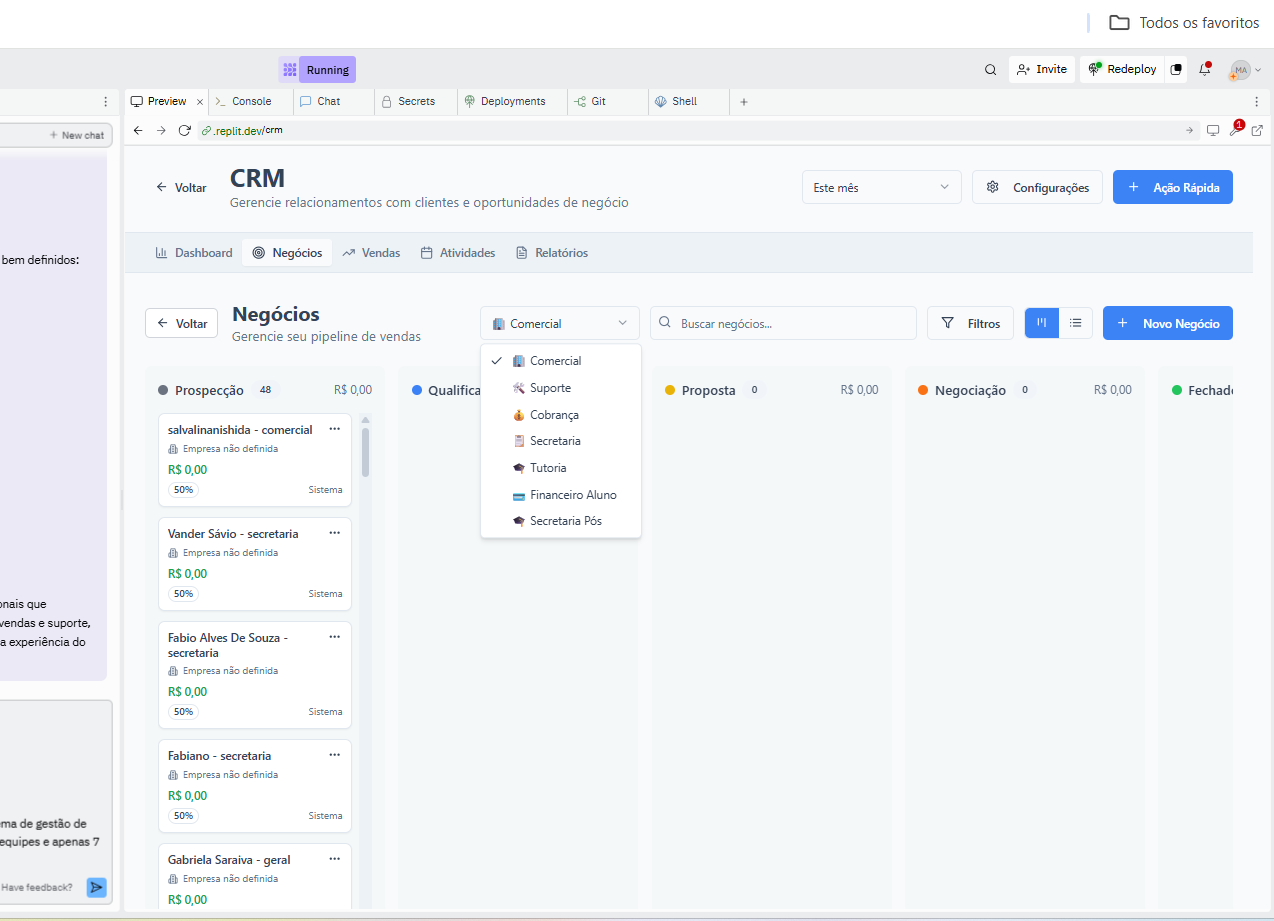 Todos os favoritos
Running
Invite
Redeploy
MA
Preview
Console
Chat
Secrets
Deployments
Git
Shell
New chat
.replit.dev/crm
1
Voltar
CRM
Gerencie relacionamentos com clientes e oportunidades de negócio
Este mês
Configurações
Ação Rápida
Dashboard
Negócios
Vendas
Atividades
Relatórios
bem definidos:
onais que
vendas e suporte,
a experiência do
ma de gestão de
equipes e apenas 7
Have feedback?
Voltar
Negócios
Gerencie seu pipeline de vendas
Comercial
Buscar negócios...
Filtros
Novo Negócio
Comercial
Suporte
Cobrança
Secretaria
Tutoria
Financeiro Aluno
Secretaria Pós
Prospecção 48 R$ 0,00
Qualifica
Proposta 0 R$ 0,00
Negociação 0 R$ 0,00
Fechado
salvalinanishida - comercial
Empresa não definida
R$ 0,00
50% Sistema
Vander Sávio - secretaria
Empresa não definida
R$ 0,00
50% Sistema
Fabio Alves De Souza -
secretaria
Empresa não definida
R$ 0,00
50% Sistema
Fabiano - secretaria
Empresa não definida
R$ 0,00
50% Sistema
Gabriela Saraiva - geral
Empresa não definida
R$ 0,00